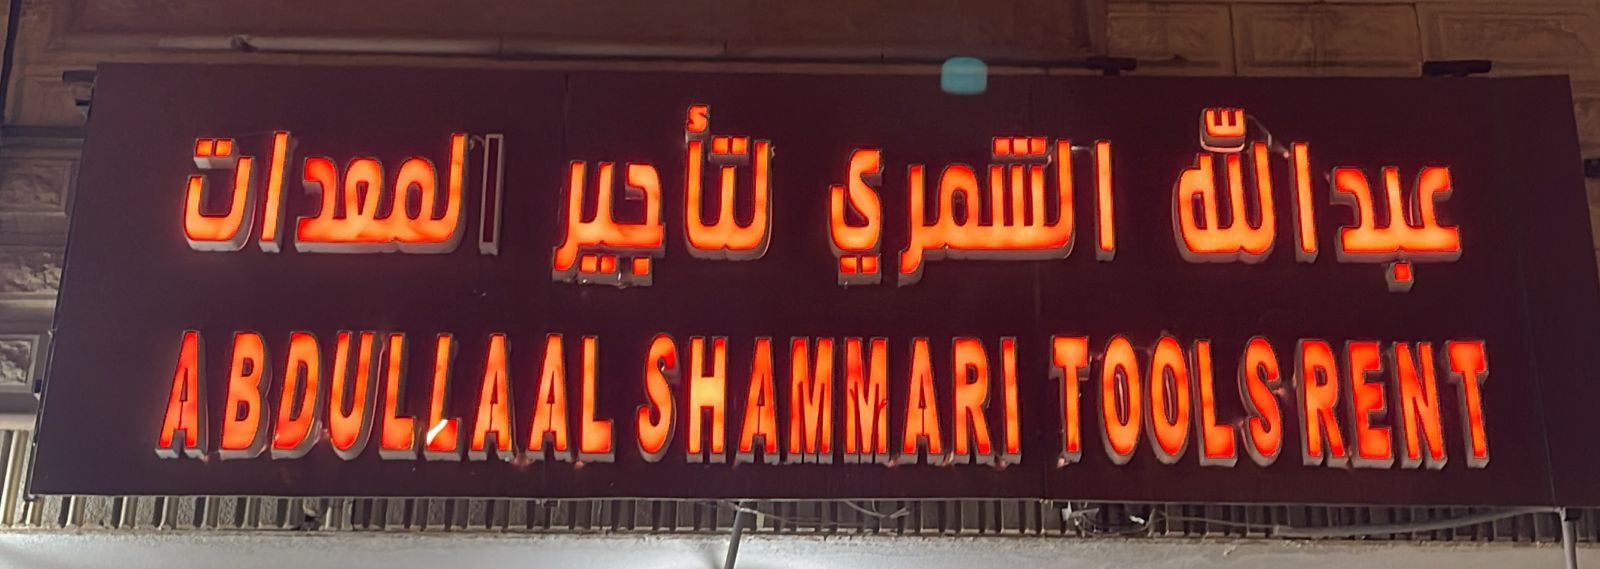 عبدالله الشمري لتأجير المعدات
ABDULLAAL SHAMMARI TOOLS RENT